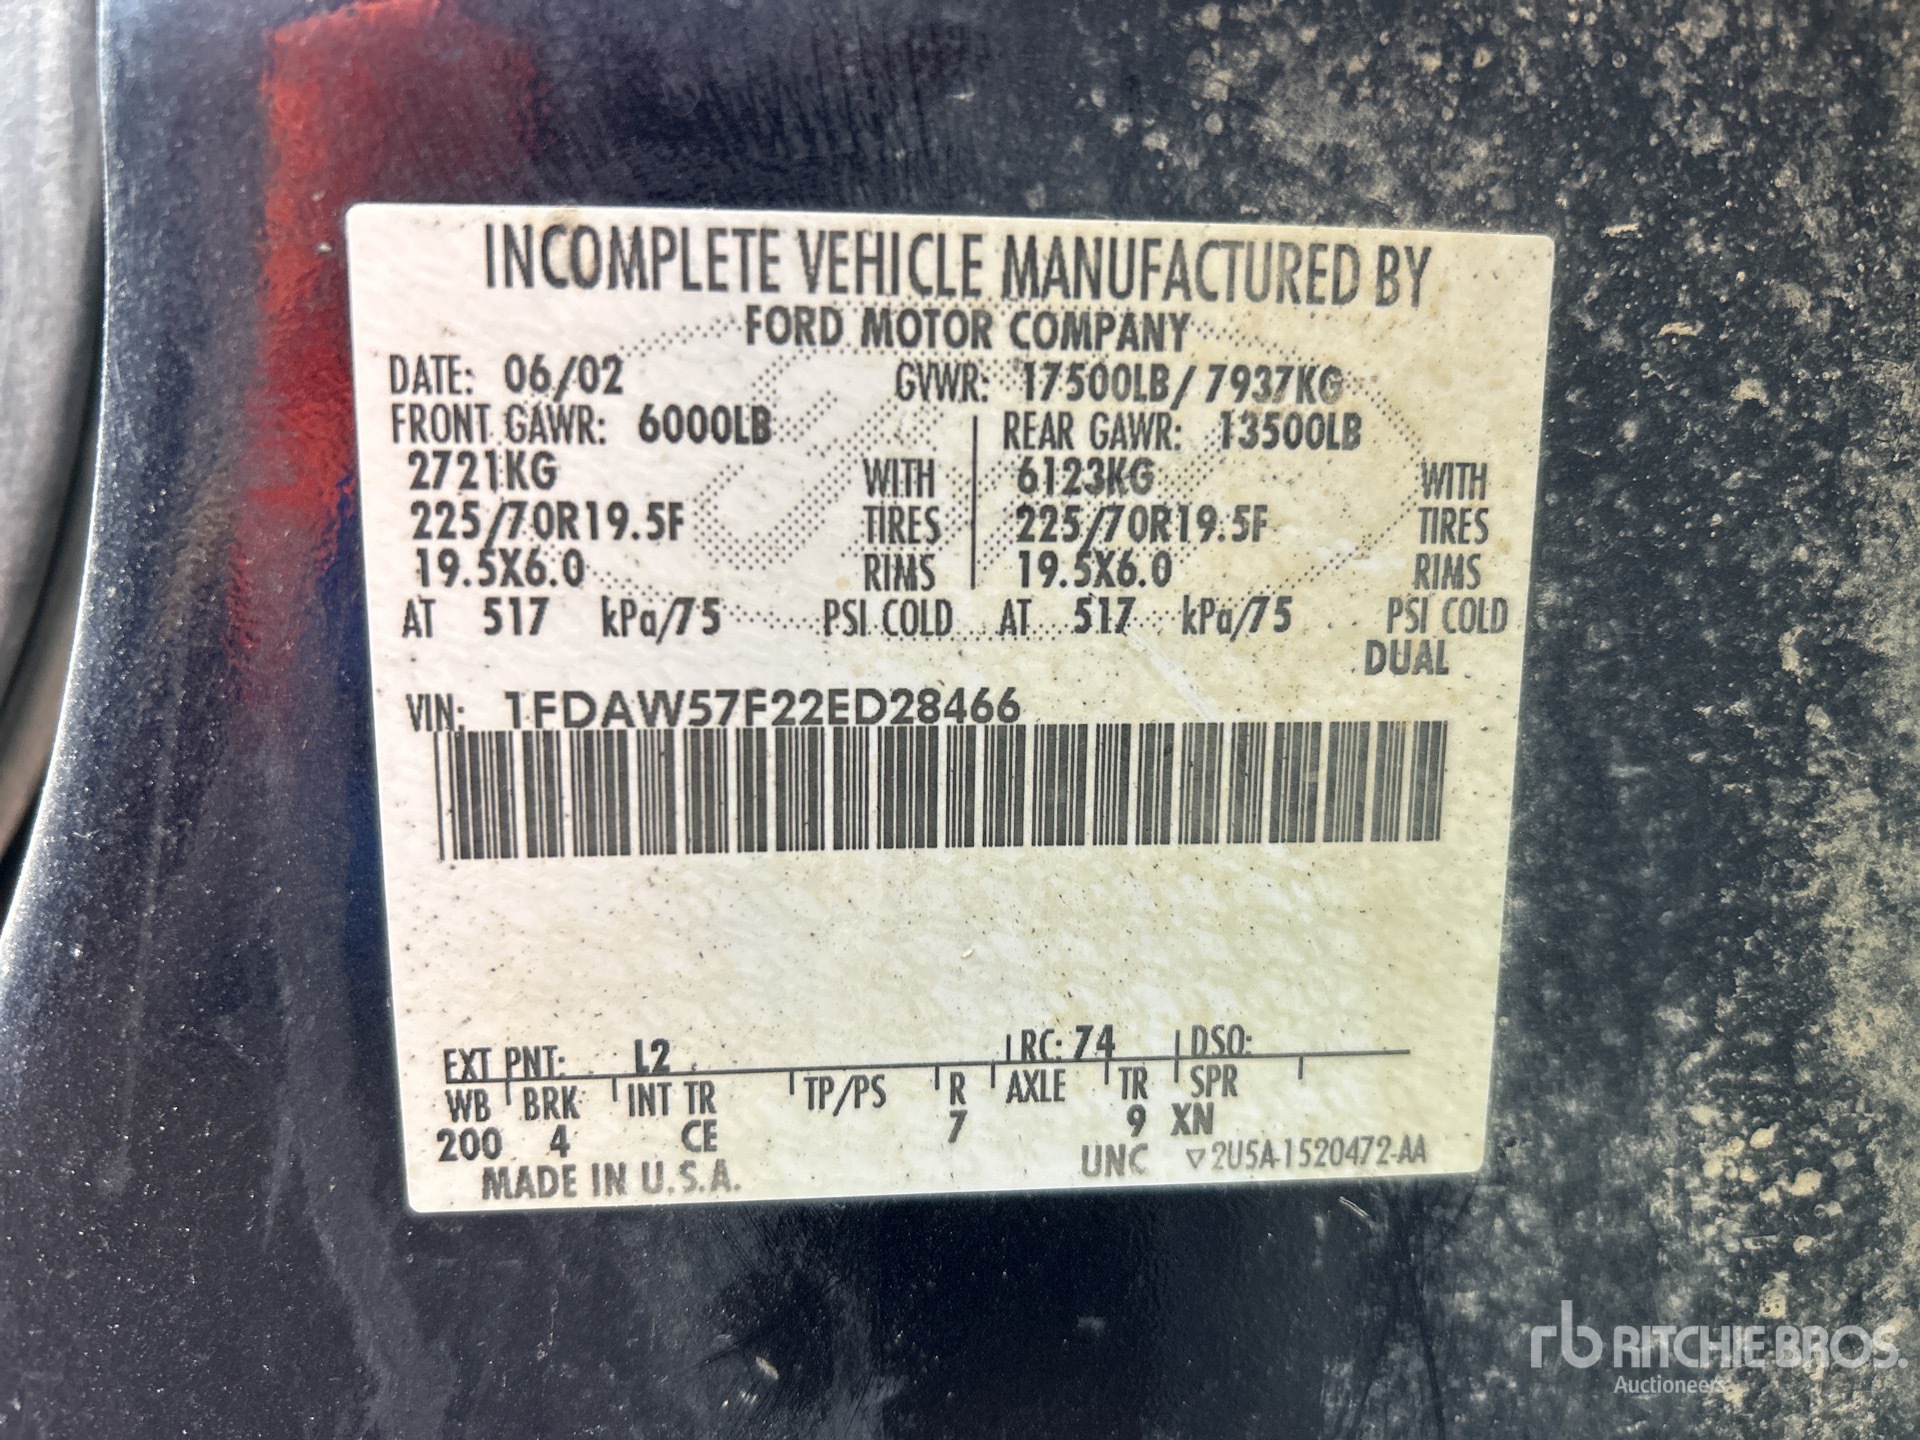 INCOMPLETE VEHICLE MANUFACTURED BY
FORD MOTOR COMPANY
DATE: 06/02 GVWR: 17500LB/ 7937KG
FRONT GAWR: 6000LB REAR GAWR: 13500LB
2721KG WITH 6123KG WITH
225/70R19.5F TIRES 225/70R19.5F TIRES
19.5X6.0 RIMS 19.5X6.0 RIMS
AT 517 kPa/75 PSI COLD AT 517 kPa/75 PSI COLD
DUAL
VIN: 1FDAW57F22ED28466
EXT PNT: L2 RC: 74 DSO:
WB BRK INT TR TP/PS R AXLE TR SPR
200 4 CE 7 9 XN
MADE IN U.S.A. UNC ▽2U5A-1520472-AA
rb RITCHIE BROS.
Auctioneers